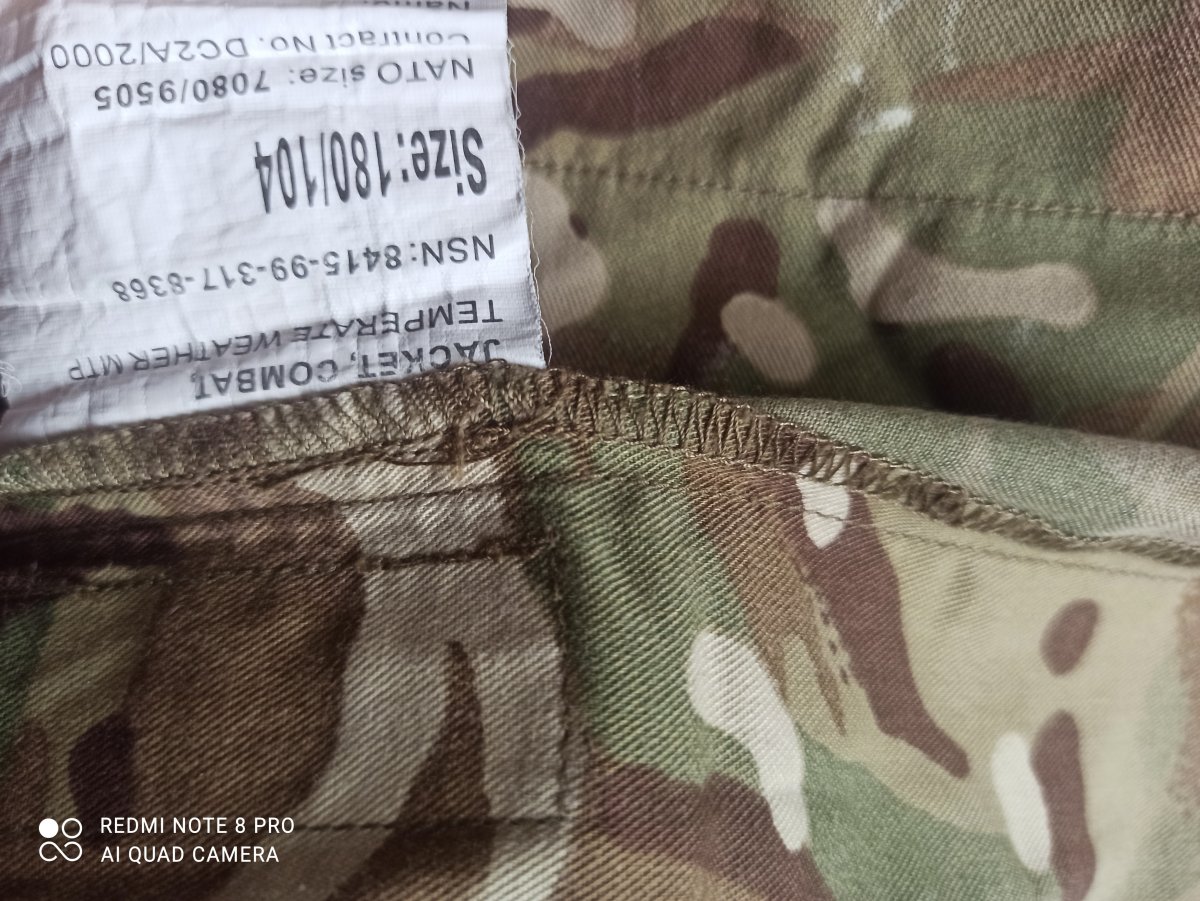 JACKET, COMBAT,
TEMPERATE WEATHER MTP
NSN:8415-99-317-8368
Size:180/104
NATO size: 7080/9505
Contract No. DC2A/2000
Name:
REDMI NOTE 8 PRO
AI QUAD CAMERA